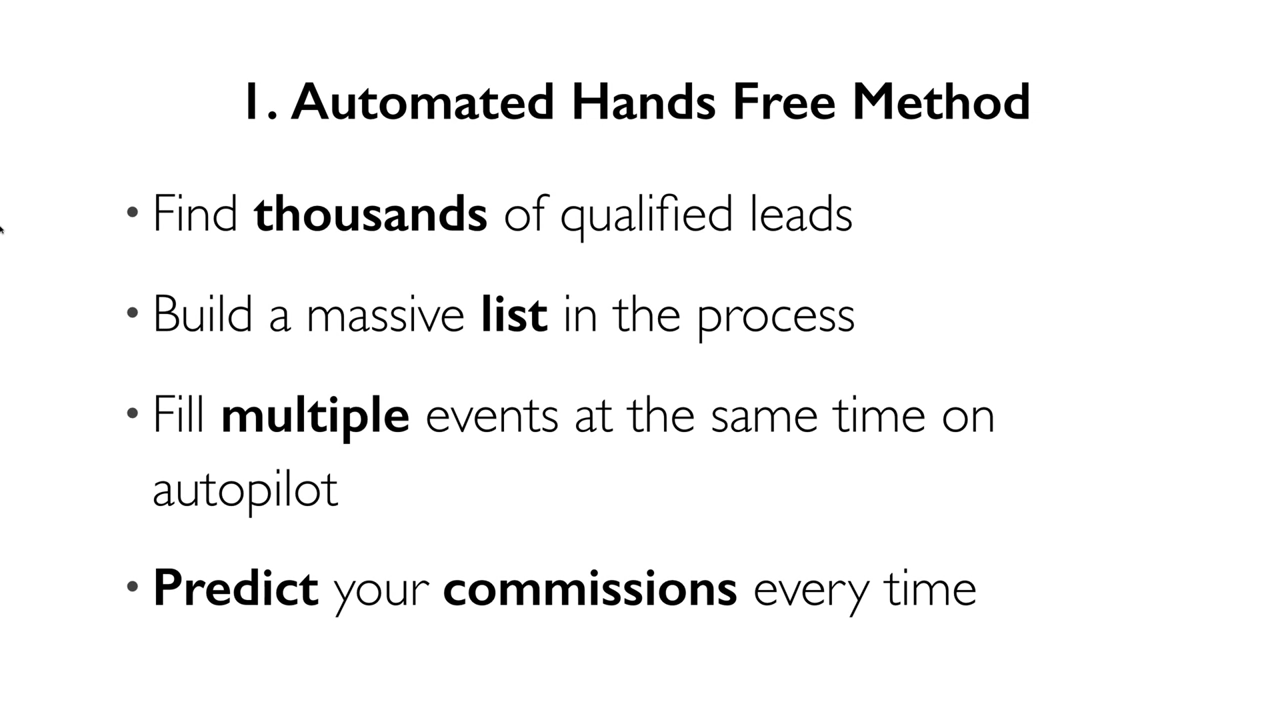 1. Automated Hands Free Method
• Find thousands of qualified leads
• Build a massive list in the process
• Fill multiple events at the same time on
autopilot
• Predict your commissions every time